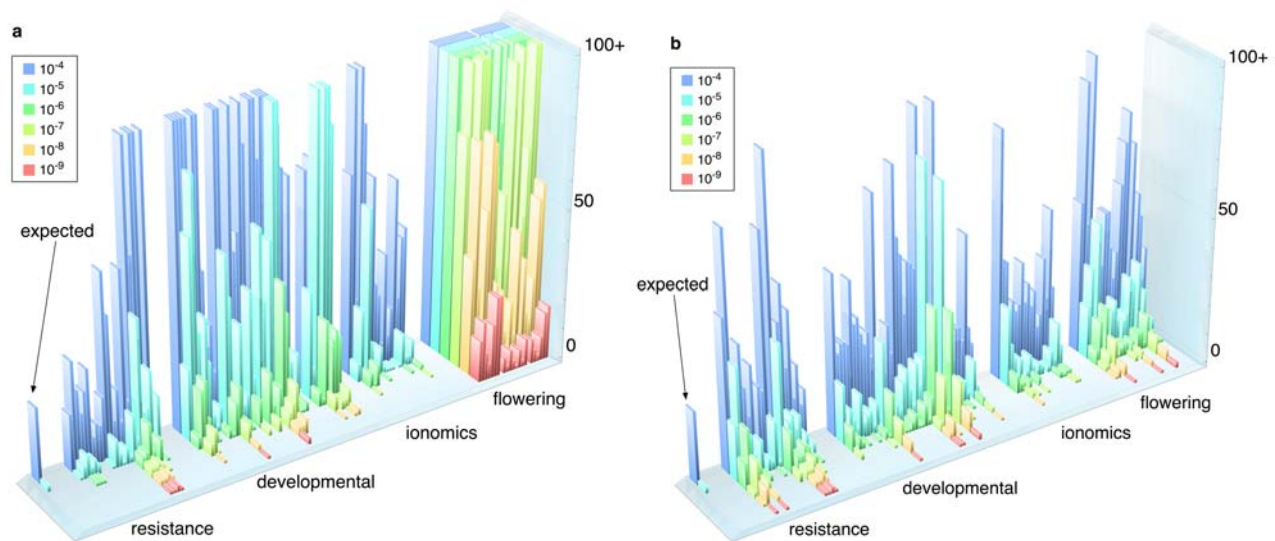 a
10-4
10-5
10-6
10-7
10-8
10-9
expected
100+
50
0
flowering
ionomics
developmental
resistance
b
10-4
10-5
10-6
10-7
10-8
10-9
expected
100+
50
0
flowering
ionomics
developmental
resistance